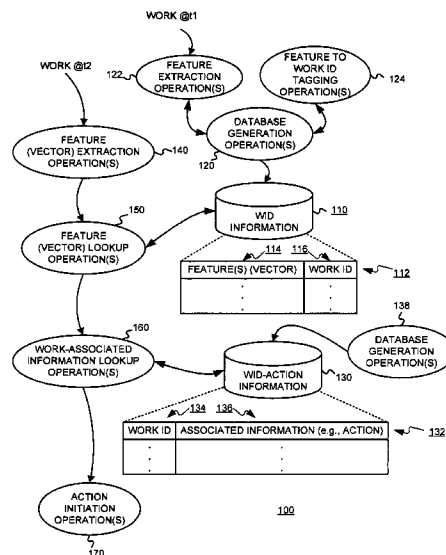 WORK @t1
WORK @t2
122
FEATURE
EXTRACTION
OPERATION(S)
FEATURE TO
WORK ID
TAGGING
OPERATION(S)
124
DATABASE
GENERATION
OPERATION(S)
120
FEATURE
(VECTOR) EXTRACTION
OPERATION(S)
140
150
FEATURE
(VECTOR) LOOKUP
OPERATION(S)
WID
INFORMATION
110
114
116
FEATURE(S) (VECTOR)
WORK ID
112
160
WORK-ASSOCIATED
INFORMATION LOOKUP
OPERATION(S)
138
DATABASE
GENERATION
OPERATION(S)
WID-ACTION
INFORMATION
130
134
136
WORK ID
ASSOCIATED INFORMATION (e.g., ACTION)
132
ACTION
INITIATION
OPERATION(S)
170
100